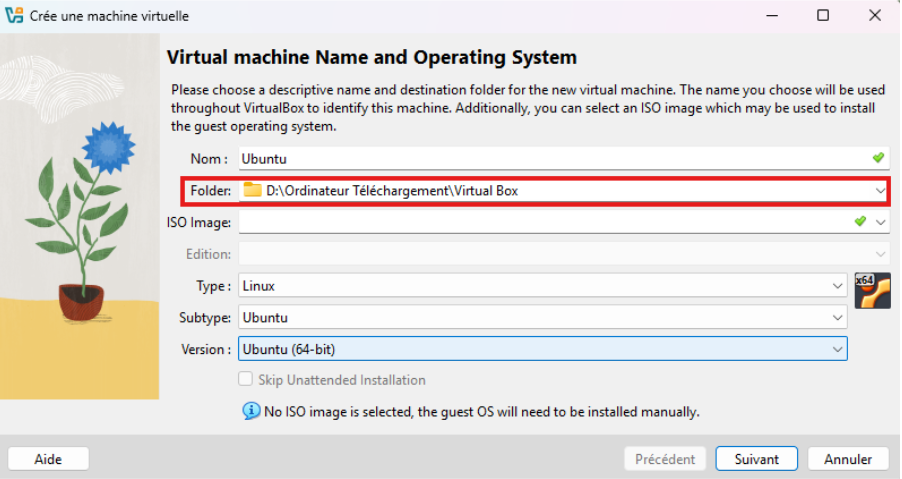 Crée une machine virtuelle
Virtual machine Name and Operating System
Please choose a descriptive name and destination folder for the new virtual machine. The name you choose will be used
throughout VirtualBox to identify this machine. Additionally, you can select an ISO image which may be used to install
the guest operating system.
Nom : Ubuntu
Folder: D:\Ordinateur Téléchargement\Virtual Box
ISO Image:
Edition:
Type : Linux
x64
Subtype: Ubuntu
Version : Ubuntu (64-bit)
Skip Unattended Installation
No ISO image is selected, the guest OS will need to be installed manually.
Aide Précédent Suivant Annuler